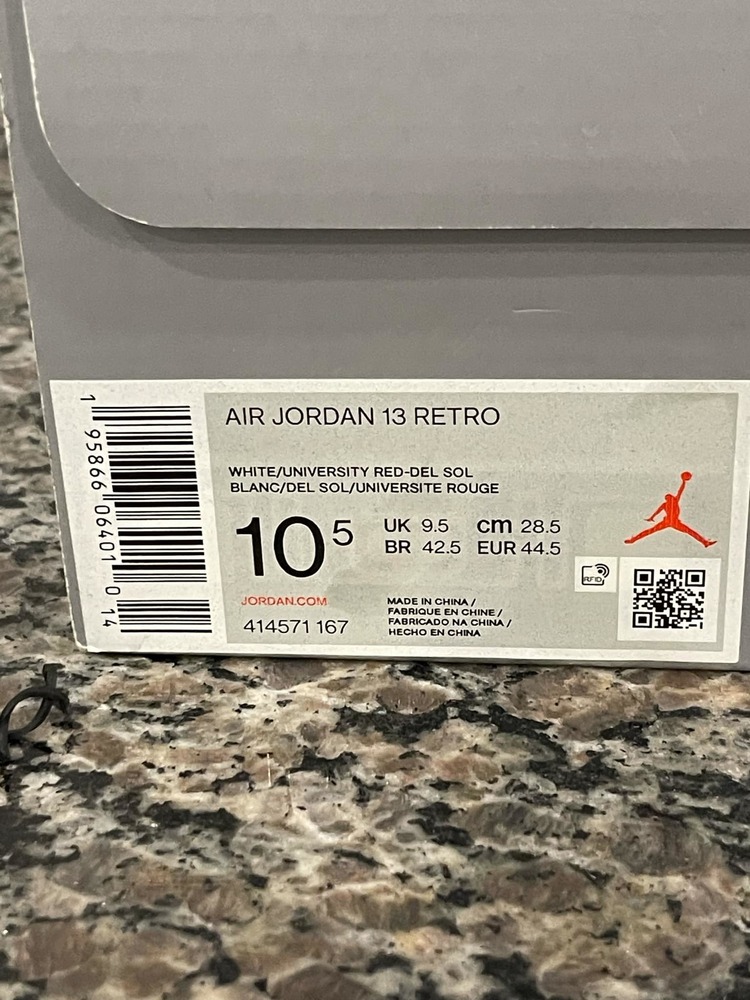 1 95866 06401 0 14
AIR JORDAN 13 RETRO
WHITE/UNIVERSITY RED-DEL SOL
BLANC/DEL SOL/UNIVERSITE ROUGE
10⁵
UK 9.5 cm 28.5
BR 42.5 EUR 44.5
RFID
JORDAN.COM
414571 167
MADE IN CHINA /
FABRIQUE EN CHINE /
FABRICADO NA CHINA /
HECHO EN CHINA